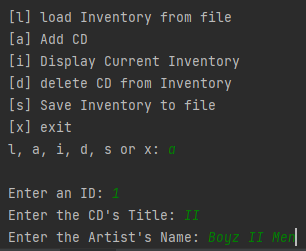 [l] load Inventory from file
[a] Add CD
[i] Display Current Inventory
[d] delete CD from Inventory
[s] Save Inventory to file
[x] exit
l, a, i, d, s or x: a
Enter an ID: 1
Enter the CD's Title: II
Enter the Artist's Name: Boyz II Men